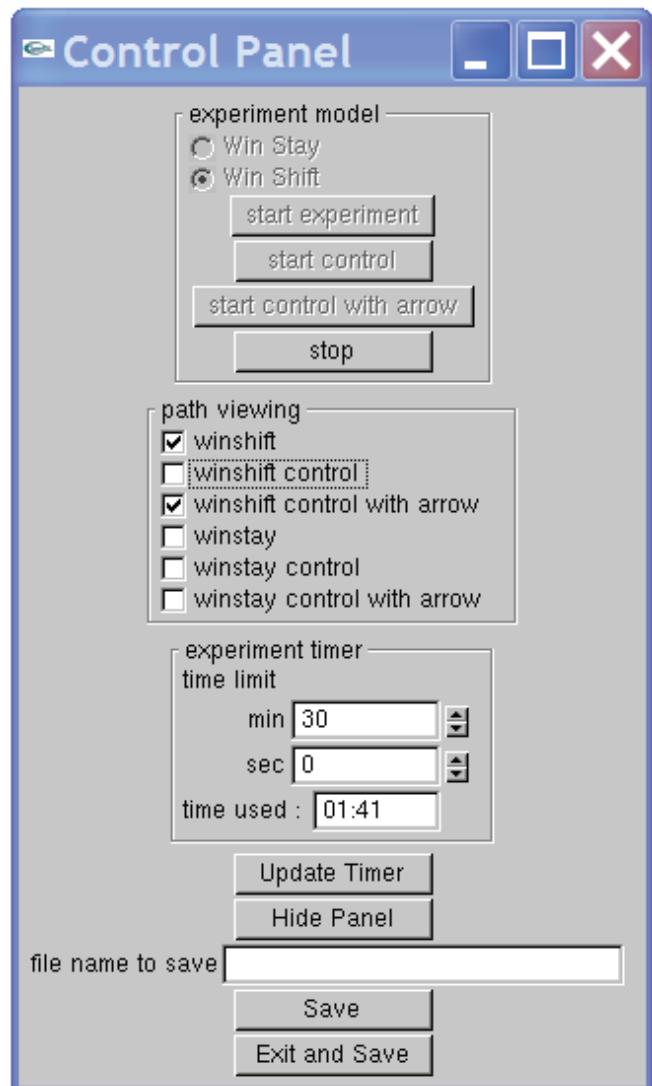 Control Panel
experiment model
Win Stay
Win Shift
start experiment
start control
start control with arrow
stop
path viewing
winshift
winshift control
winshift control with arrow
winstay
winstay control
winstay control with arrow
experiment timer
time limit
min 30
sec 0
time used : 01:41
Update Timer
Hide Panel
file name to save
Save
Exit and Save